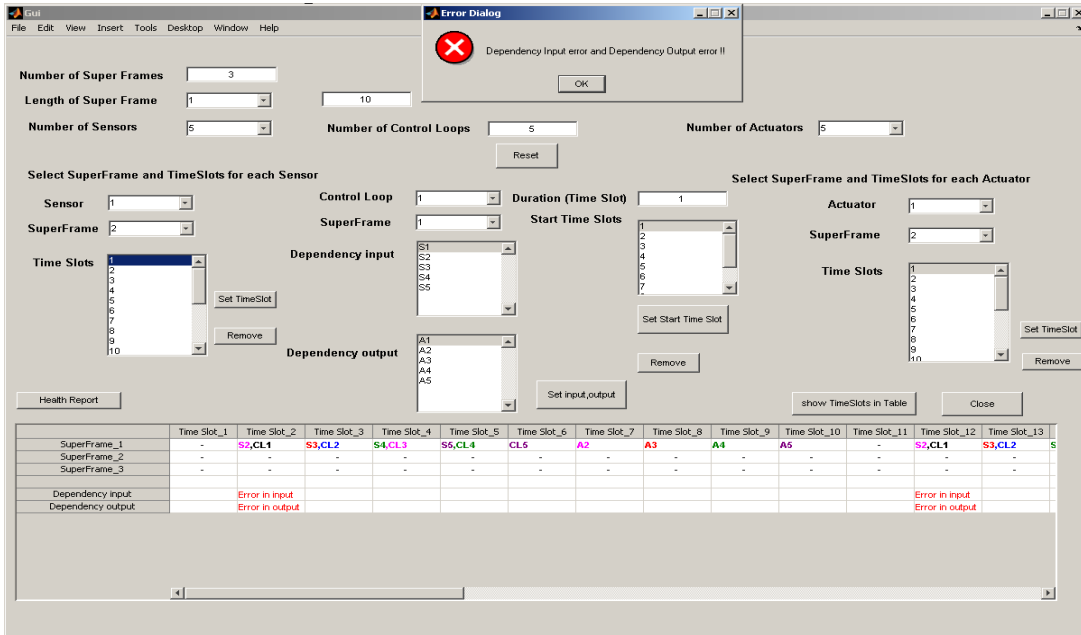 Gui
File Edit View Insert Tools Desktop Window Help
Error Dialog
Dependency Input error and Dependency Output error !!
OK
Number of Super Frames 3
Length of Super Frame 1 10
Number of Sensors 5 Number of Control Loops 5 Number of Actuators 5
Reset
Select SuperFrame and TimeSlots for each Sensor
Sensor 1
SuperFrame 2
Time Slots
1
2
3
4
5
6
7
8
9
10
Set TimeSlot
Remove
Control Loop 1
SuperFrame 1
Dependency input
S1
S2
S3
S4
S5
Dependency output
A1
A2
A3
A4
A5
Duration (Time Slot) 1
Start Time Slots
1
2
3
4
5
6
7
Set Start Time Slot
Remove
Set input,output
Select SuperFrame and TimeSlots for each Actuator
Actuator 1
SuperFrame 2
Time Slots
1
2
3
4
5
6
7
8
9
10
Set TimeSlot
Remove
Health Report
show TimeSlots in Table
Close
Time Slot_1 Time Slot_2 Time Slot_3 Time Slot_4 Time Slot_5 Time Slot_6 Time Slot_7 Time Slot_8 Time Slot_9 Time Slot_10 Time Slot_11 Time Slot_12 Time Slot_13
SuperFrame_1 - S2,CL1 S3,CL2 S4,CL3 S5,CL4 CL5 A2 A3 A4 A5 - S2,CL1 S3,CL2 S
SuperFrame_2 - - - - - - - - - - - - -
SuperFrame_3 - - - - - - - - - - - - -
Dependency input Error in input Error in input
Dependency output Error in output Error in output